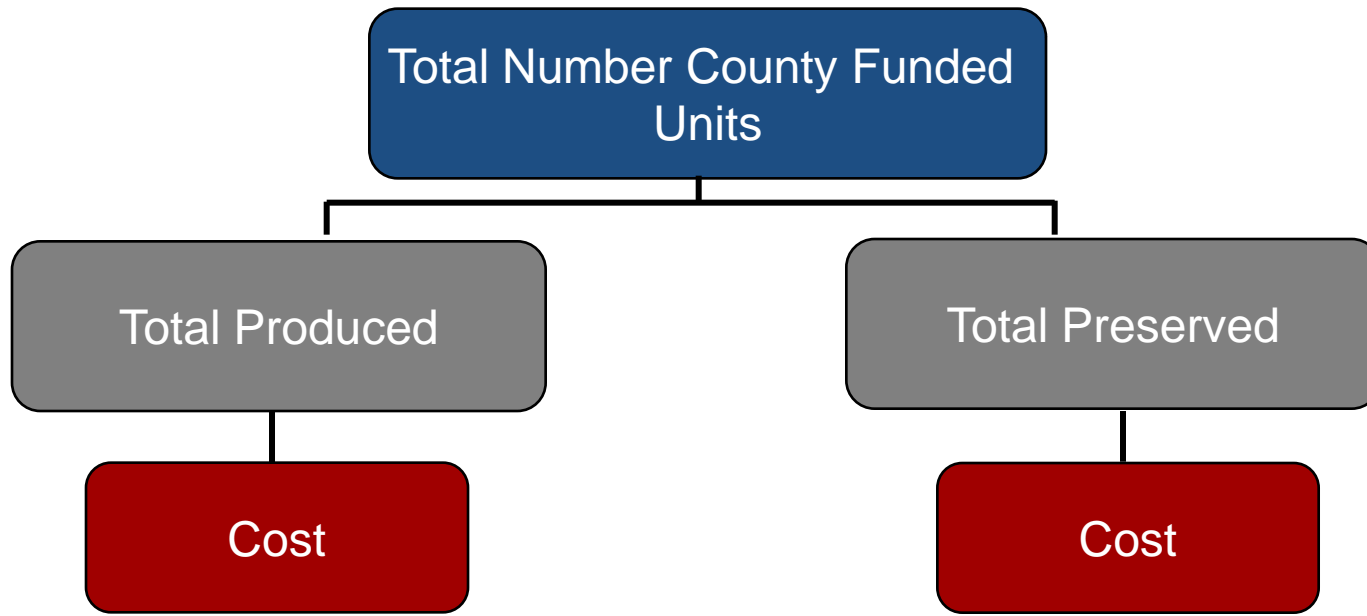 Total Number County Funded
Units
Total Produced
Total Preserved
Cost
Cost